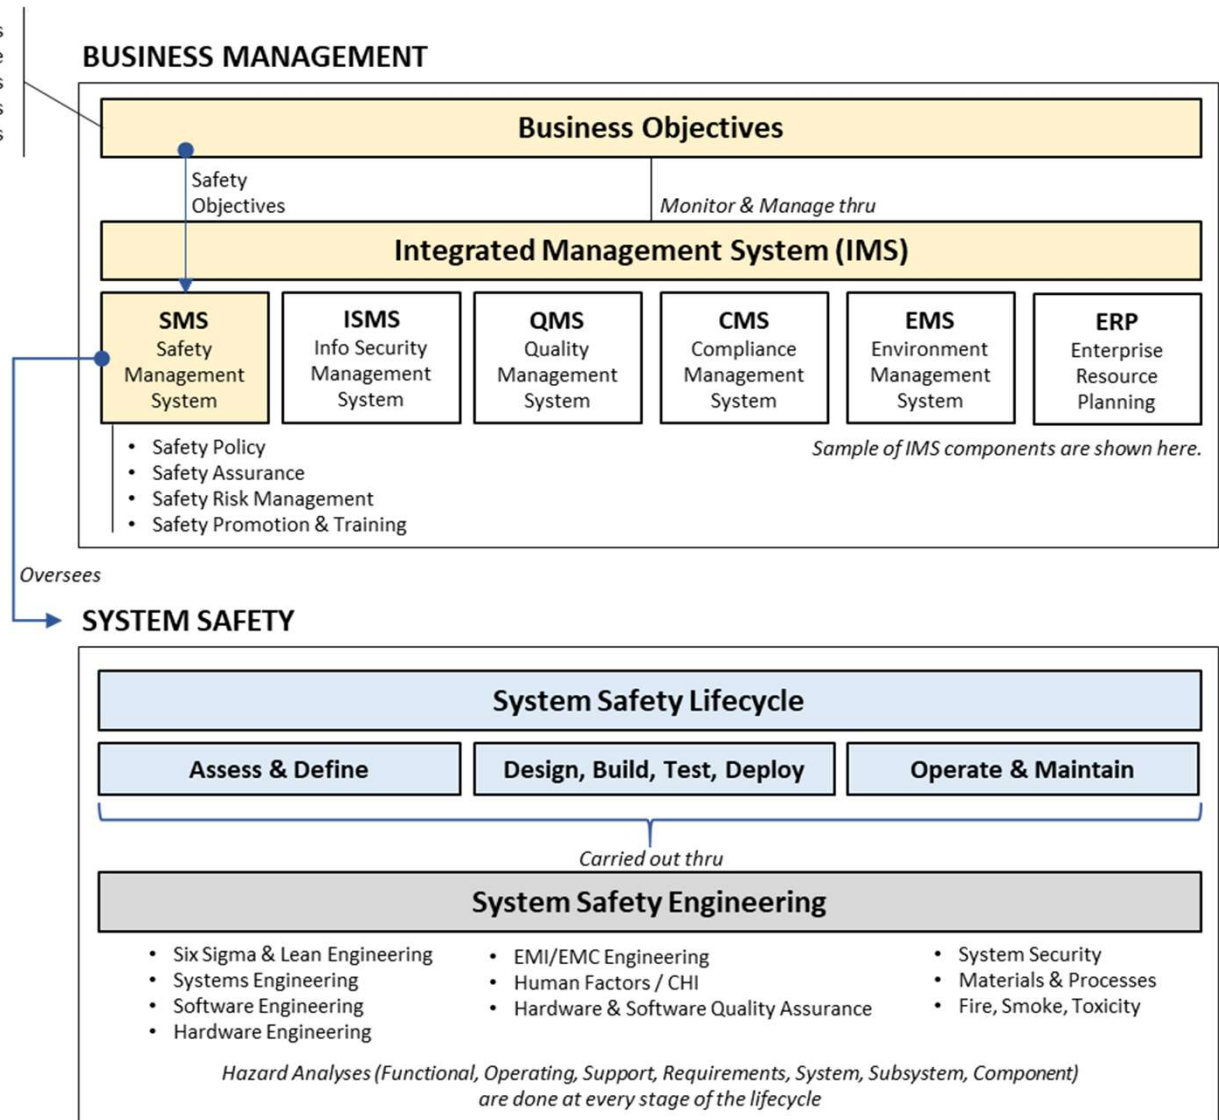 BUSINESS MANAGEMENT
Business Objectives
Safety
Objectives
Monitor & Manage thru
Integrated Management System (IMS)
SMS
Safety
Management
System
ISMS
Info Security
Management
System
QMS
Quality
Management
System
CMS
Compliance
Management
System
EMS
Environment
Management
System
ERP
Enterprise
Resource
Planning
• Safety Policy
• Safety Assurance
• Safety Risk Management
• Safety Promotion & Training
Sample of IMS components are shown here.
Oversees
SYSTEM SAFETY
System Safety Lifecycle
Assess & Define
Design, Build, Test, Deploy
Operate & Maintain
Carried out thru
System Safety Engineering
• Six Sigma & Lean Engineering
• Systems Engineering
• Software Engineering
• Hardware Engineering
• EMI/EMC Engineering
• Human Factors / CHI
• Hardware & Software Quality Assurance
• System Security
• Materials & Processes
• Fire, Smoke, Toxicity
Hazard Analyses (Functional, Operating, Support, Requirements, System, Subsystem, Component)
are done at every stage of the lifecycle